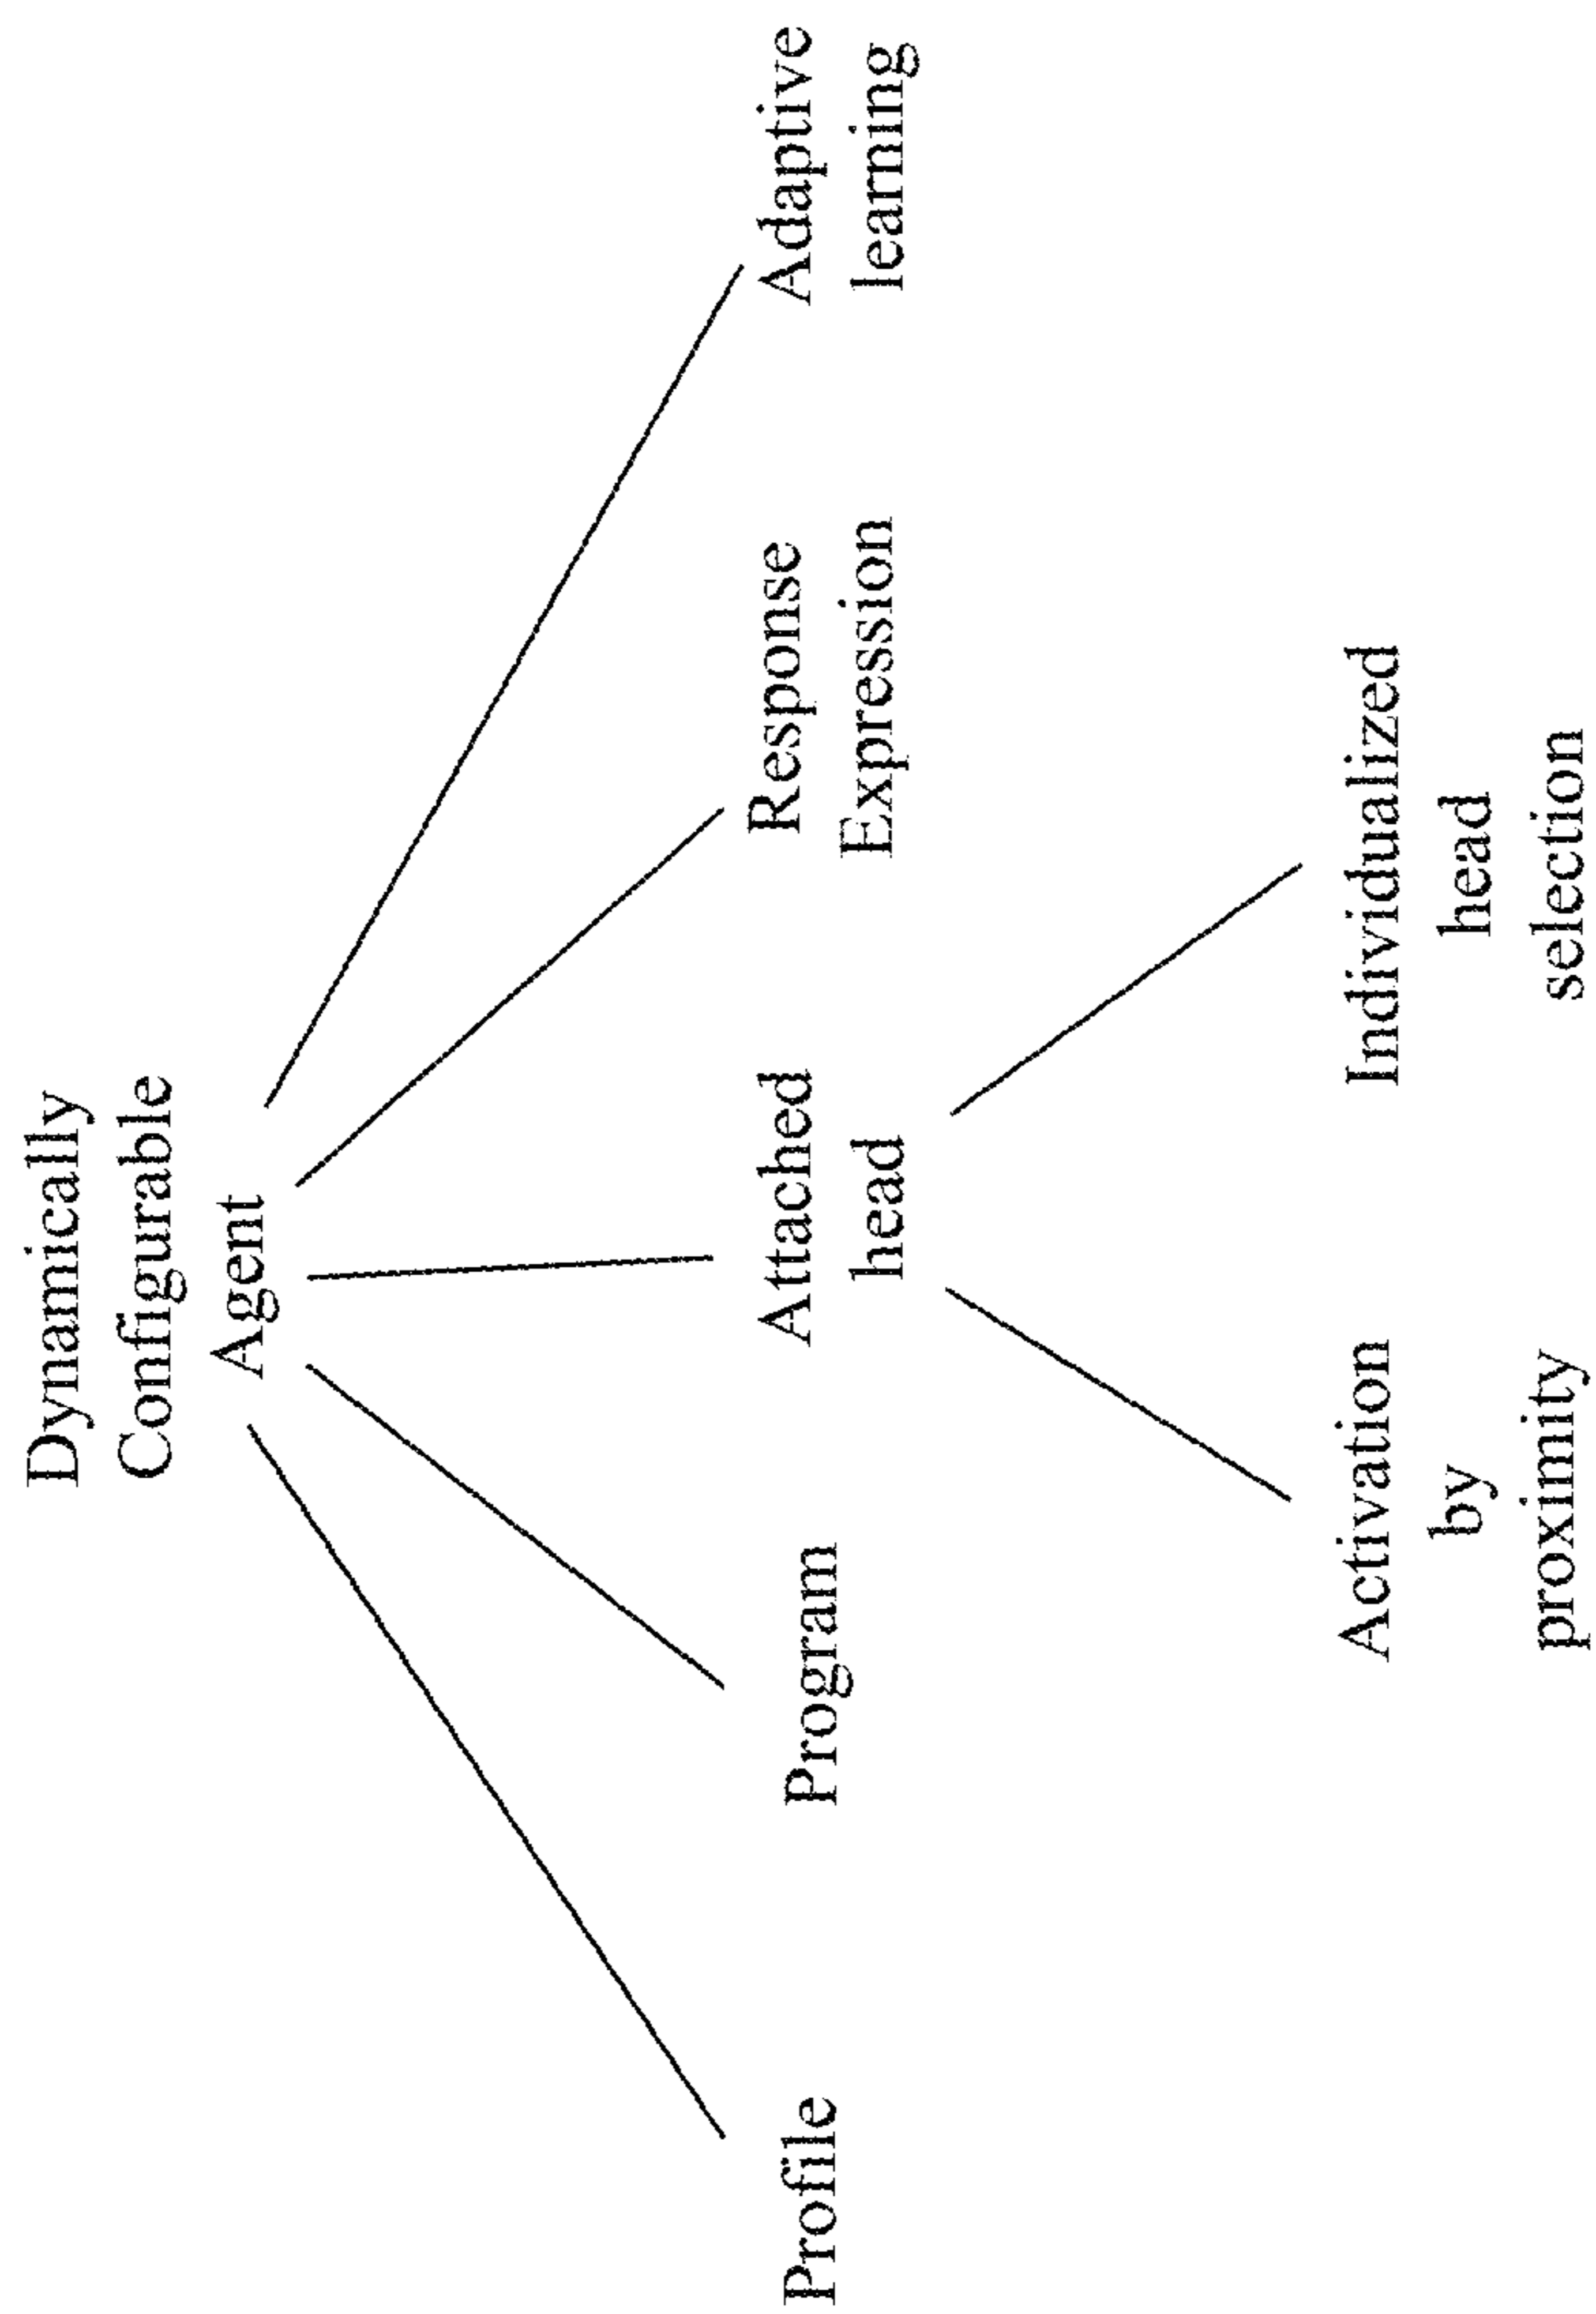 Dynamically
Configurable
Agent
Profile
Program
Attached
head
Response
Expression
Adaptive
learning
Activation
by
proximity
Individualized
head
selection